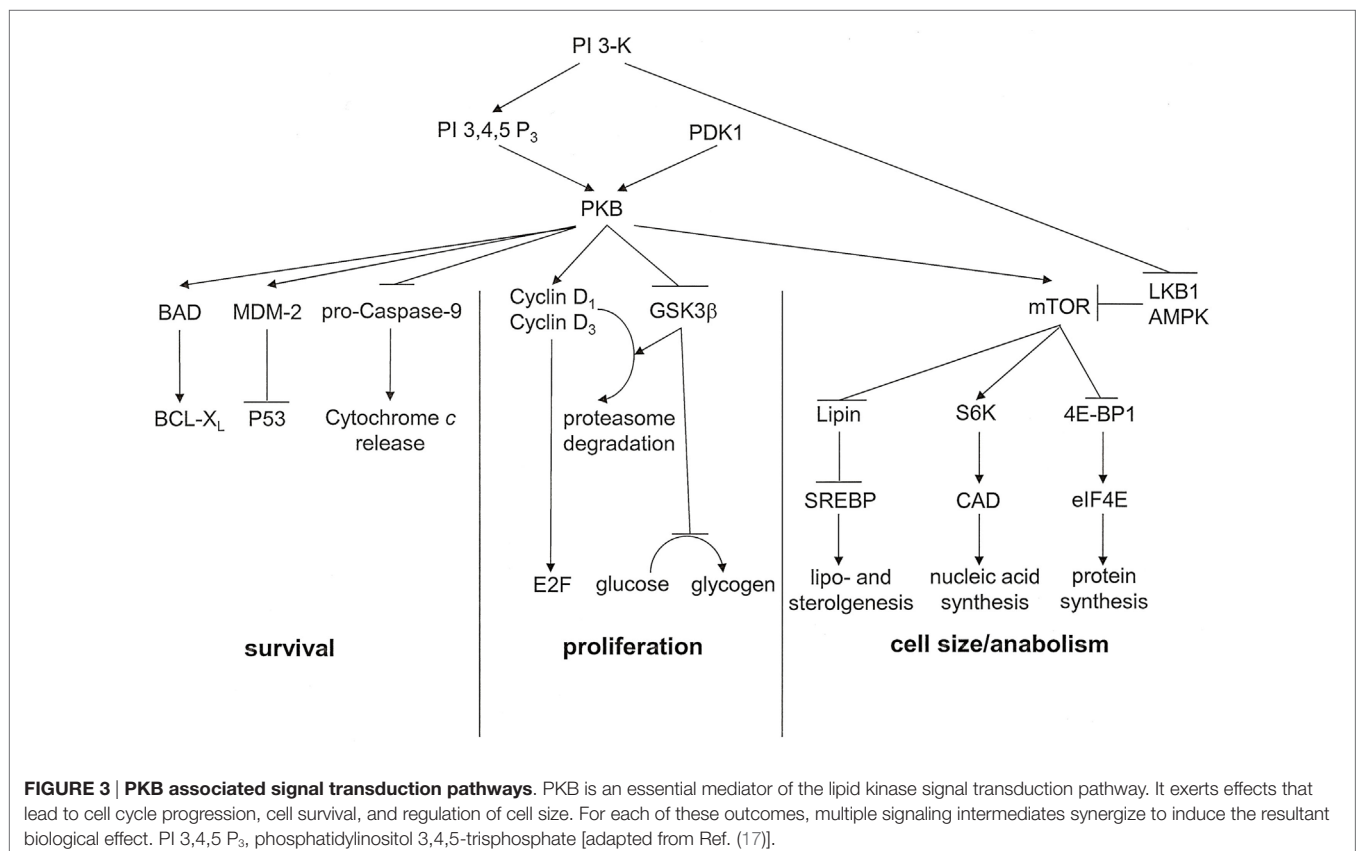 PI 3-K
PI 3,4,5 P₃
PDK1
PKB
BAD
MDM-2
pro-Caspase-9
Cyclin D₁
Cyclin D₃
GSK3β
mTOR
LKB1
AMPK
BCL-X_L
P53
Cytochrome c
release
proteasome
degradation
Lipin
S6K
4E-BP1
SREBP
CAD
eIF4E
E2F
glucose
glycogen
lipo- and
sterolgenesis
nucleic acid
synthesis
protein
synthesis
survival
proliferation
cell size/anabolism
FIGURE 3 | PKB associated signal transduction pathways. PKB is an essential mediator of the lipid kinase signal transduction pathway. It exerts effects that
lead to cell cycle progression, cell survival, and regulation of cell size. For each of these outcomes, multiple signaling intermediates synergize to induce the resultant
biological effect. PI 3,4,5 P₃, phosphatidylinositol 3,4,5-trisphosphate [adapted from Ref. (17)].